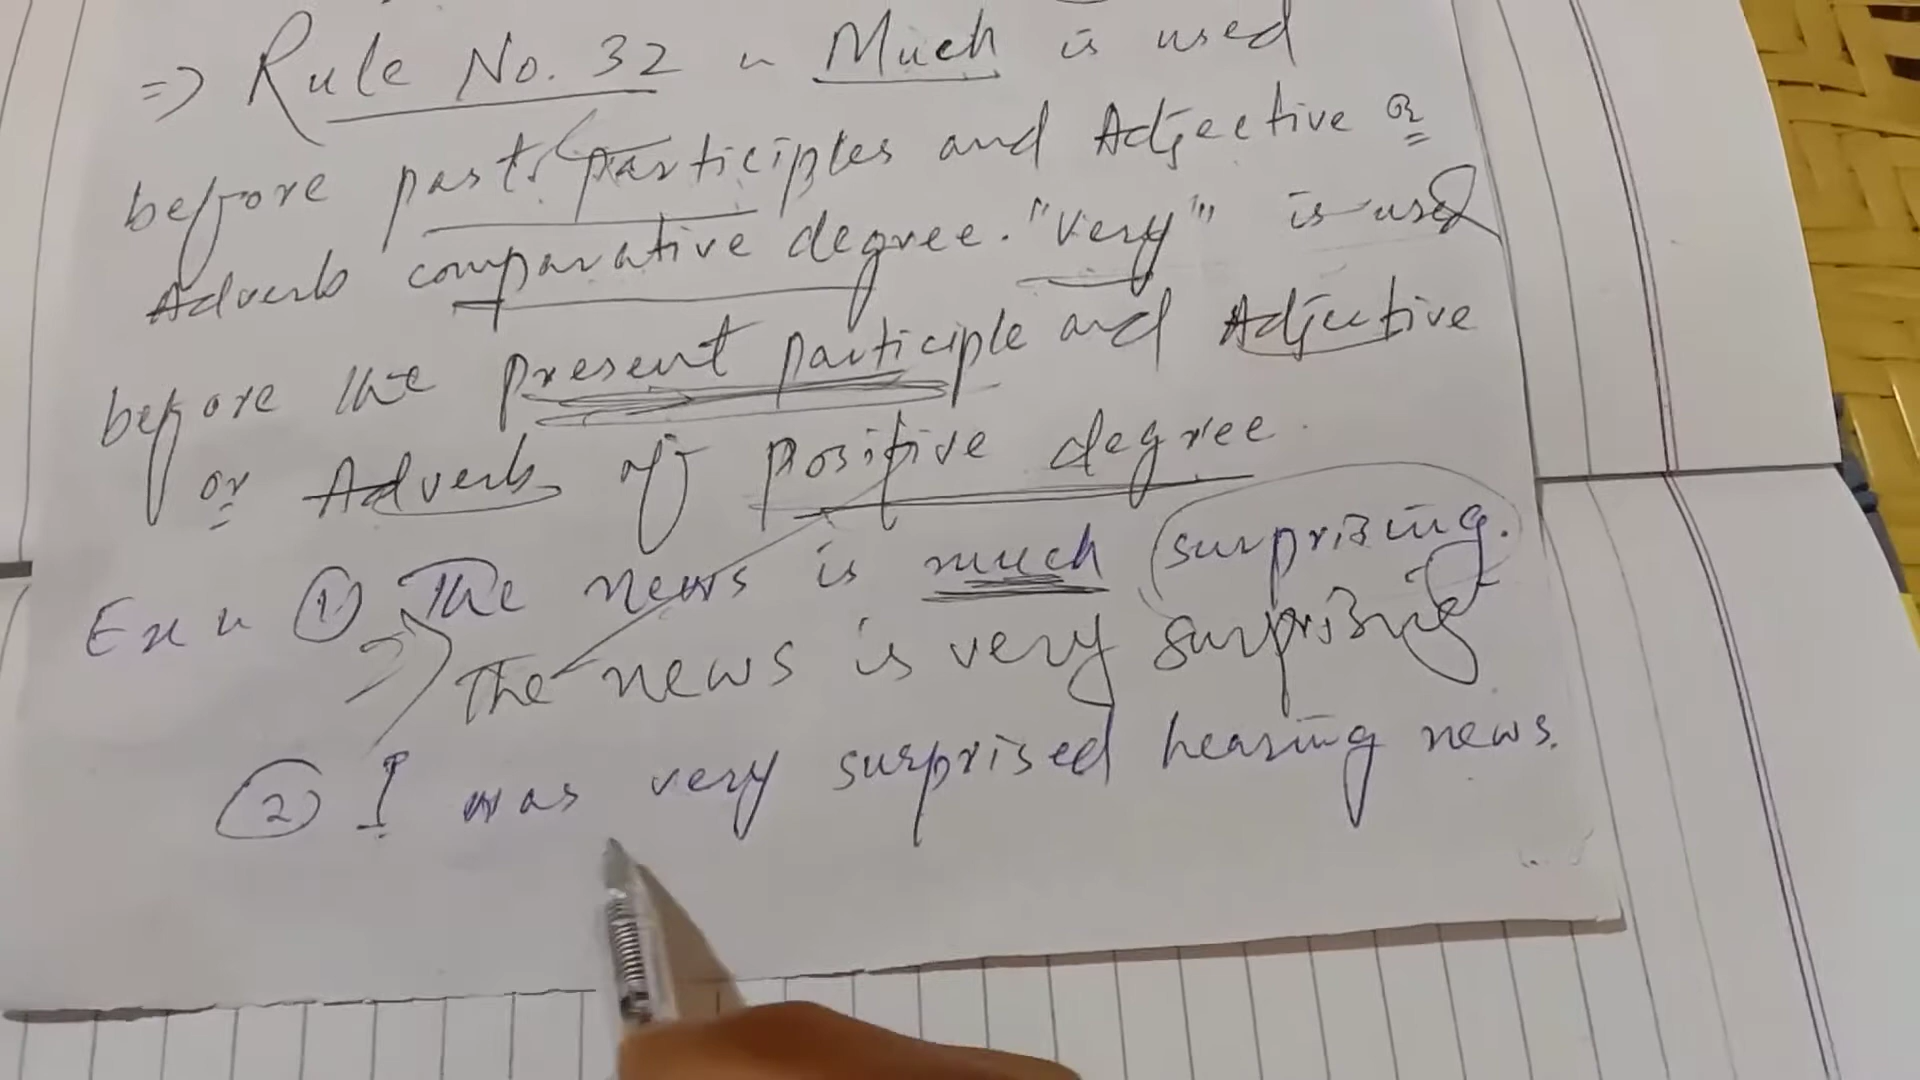 => Rule No. 32 ~ Much is used
before past participles and Adjective or
Adverb comparative degree. "very" is used
before the present participle and Adjective
or Adverb of positive degree.
Ex ~ ① The news is much surprising.
=> The news is very surprising
② I was very surprised hearing news.